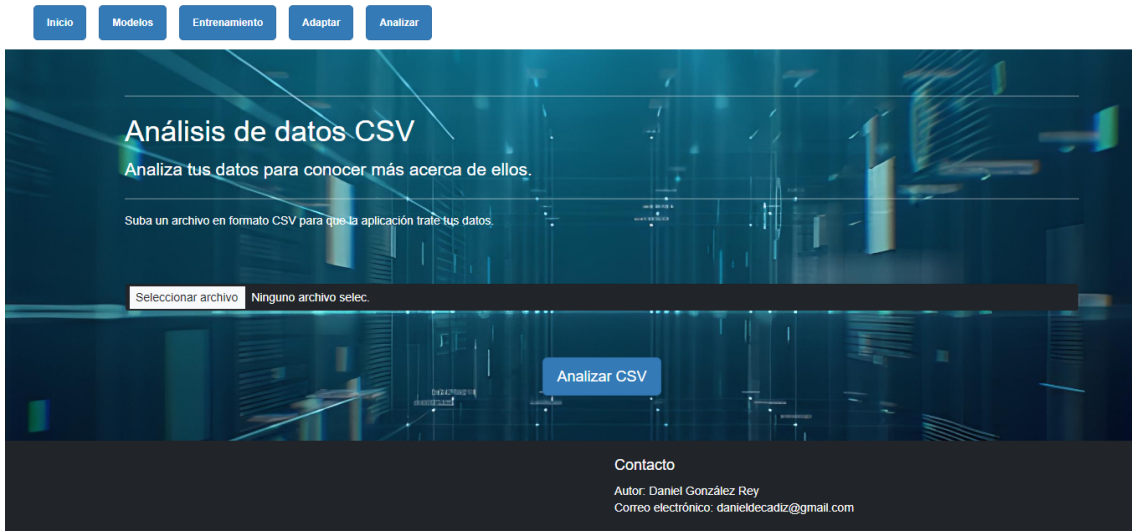 Inicio Modelos Entrenamiento Adaptar Analizar
Análisis de datos CSV
Analiza tus datos para conocer más acerca de ellos.
Suba un archivo en formato CSV para que la aplicación trate tus datos.
Seleccionar archivo Ninguno archivo selec.
Analizar CSV
Contacto
Autor: Daniel González Rey
Correo electrónico: danieldecadiz@gmail.com